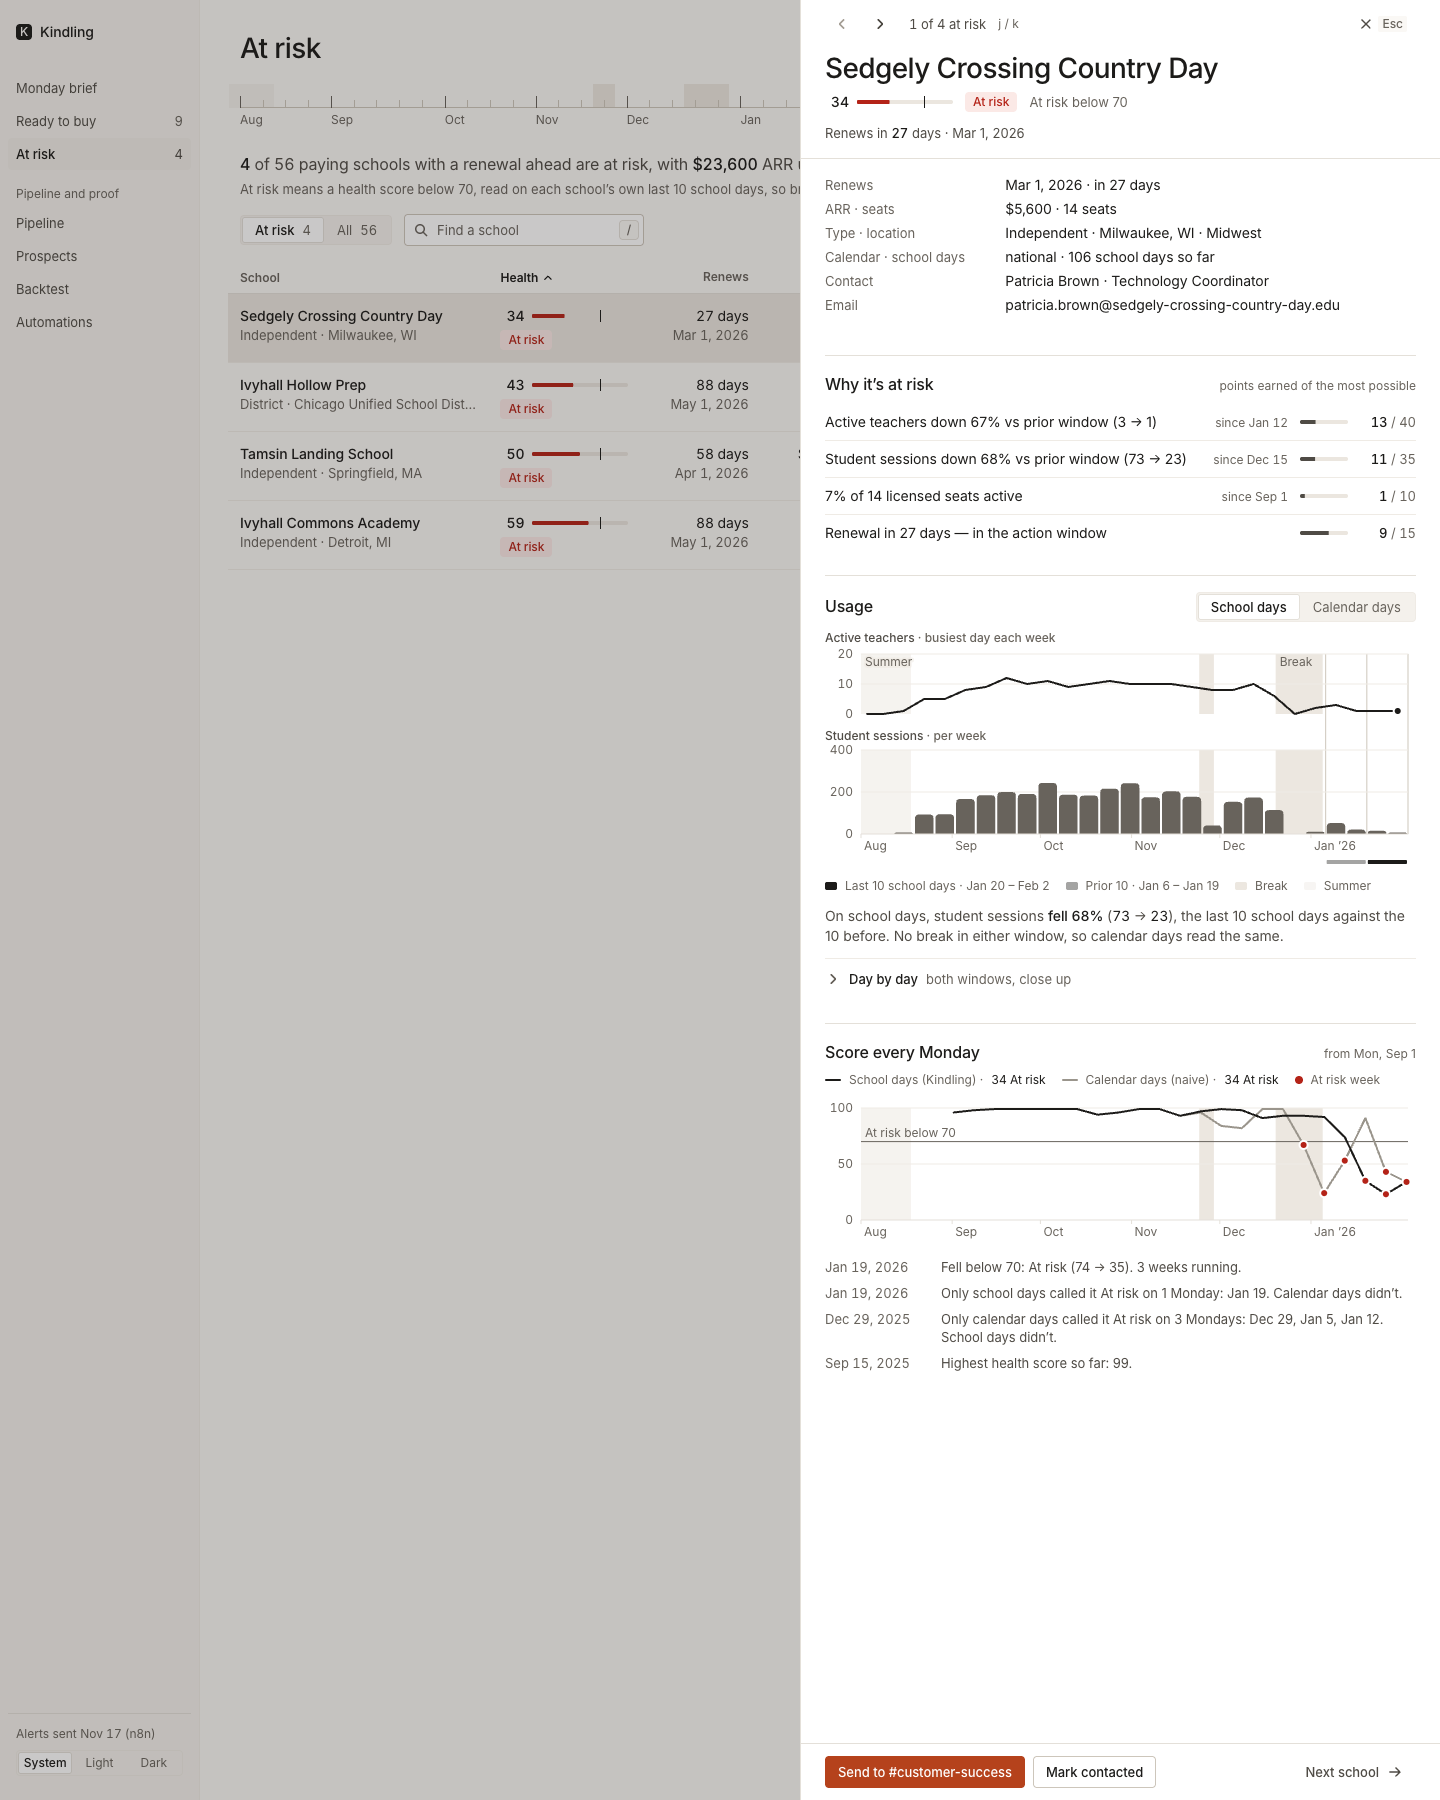 K Kindling
Monday brief
Ready to buy 9
At risk 4
Pipeline and proof
Pipeline
Prospects
Backtest
Automations
Alerts sent Nov 17 (n8n)
System Light Dark
At risk
Aug Sep Oct Nov Dec Jan
4 of 56 paying schools with a renewal ahead are at risk, with $23,600 ARR
At risk means a health score below 70, read on each school’s own last 10 school days, so
At risk 4 All 56 Find a school /
School Health Renews
Sedgely Crossing Country Day 34 27 days
Independent · Milwaukee, WI At risk Mar 1, 2026
Ivyhall Hollow Prep 43 88 days
District · Chicago Unified School Dist… At risk May 1, 2026
Tamsin Landing School 50 58 days
Independent · Springfield, MA At risk Apr 1, 2026
Ivyhall Commons Academy 59 88 days
Independent · Detroit, MI At risk May 1, 2026
1 of 4 at risk j / k Esc
Sedgely Crossing Country Day
34 At risk At risk below 70
Renews in 27 days · Mar 1, 2026
Renews Mar 1, 2026 · in 27 days
ARR · seats $5,600 · 14 seats
Type · location Independent · Milwaukee, WI · Midwest
Calendar · school days national · 106 school days so far
Contact Patricia Brown · Technology Coordinator
Email patricia.brown@sedgely-crossing-country-day.edu
Why it’s at risk points earned of the most possible
Active teachers down 67% vs prior window (3 → 1) since Jan 12 13 / 40
Student sessions down 68% vs prior window (73 → 23) since Dec 15 11 / 35
7% of 14 licensed seats active since Sep 1 1 / 10
Renewal in 27 days — in the action window 9 / 15
Usage School days Calendar days
Active teachers · busiest day each week
20
Summer Break
10
0
Student sessions · per week
400
200
0
Aug Sep Oct Nov Dec Jan ’26
Last 10 school days · Jan 20 – Feb 2 Prior 10 · Jan 6 – Jan 19 Break Summer
On school days, student sessions fell 68% (73 → 23), the last 10 school days against the
10 before. No break in either window, so calendar days read the same.
Day by day both windows, close up
Score every Monday from Mon, Sep 1
School days (Kindling) · 34 At risk Calendar days (naive) · 34 At risk At risk week
100
At risk below 70
50
0
Aug Sep Oct Nov Dec Jan ’26
Jan 19, 2026 Fell below 70: At risk (74 → 35). 3 weeks running.
Jan 19, 2026 Only school days called it At risk on 1 Monday: Jan 19. Calendar days didn’t.
Dec 29, 2025 Only calendar days called it At risk on 3 Mondays: Dec 29, Jan 5, Jan 12.
School days didn’t.
Sep 15, 2025 Highest health score so far: 99.
Send to #customer-success Mark contacted Next school →